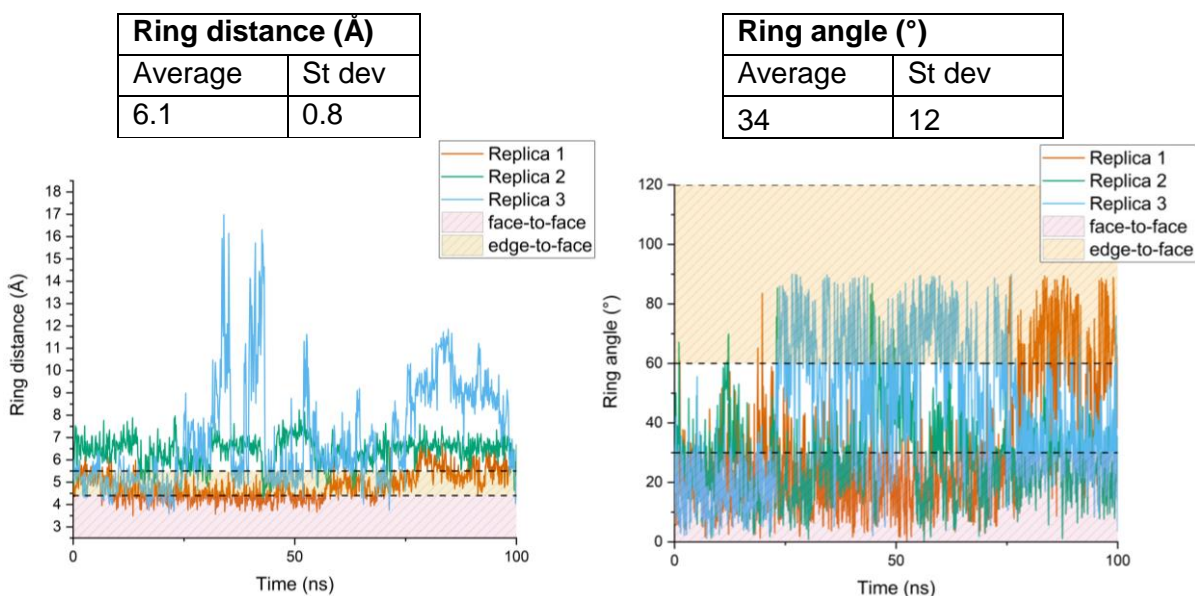 Ring distance (Å)
Average St dev
6.1 0.8
Ring angle (°)
Average St dev
34 12
Replica 1
Replica 2
Replica 3
face-to-face
edge-to-face
18
17
16
15
14
13
12
11
10
9
8
7
6
5
4
3
Ring distance (Å)
0 50 100
Time (ns)
Replica 1
Replica 2
Replica 3
face-to-face
edge-to-face
120
100
80
60
40
20
0
Ring angle (°)
0 50 100
Time (ns)